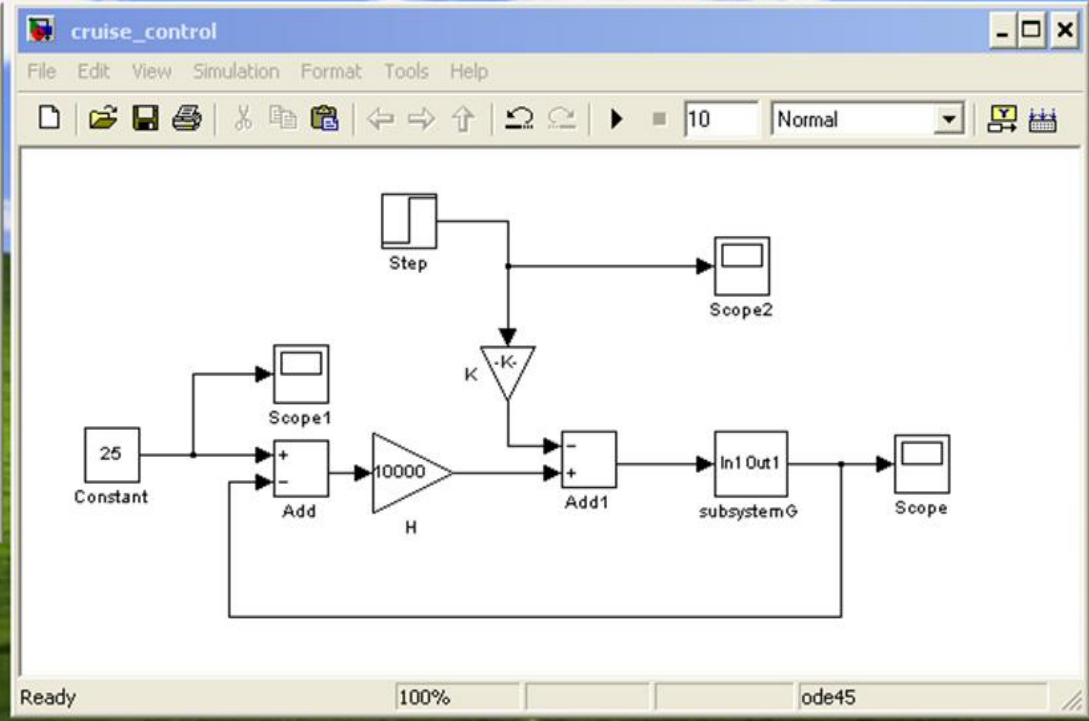 cruise_control
File Edit View Simulation Format Tools Help
10 Normal
Step
Scope2
-K-
K
Scope1
25
Constant
+
-
Add
10000
H
-
+
Add1
In1 Out1
subsystemG
Scope
Ready 100% ode45